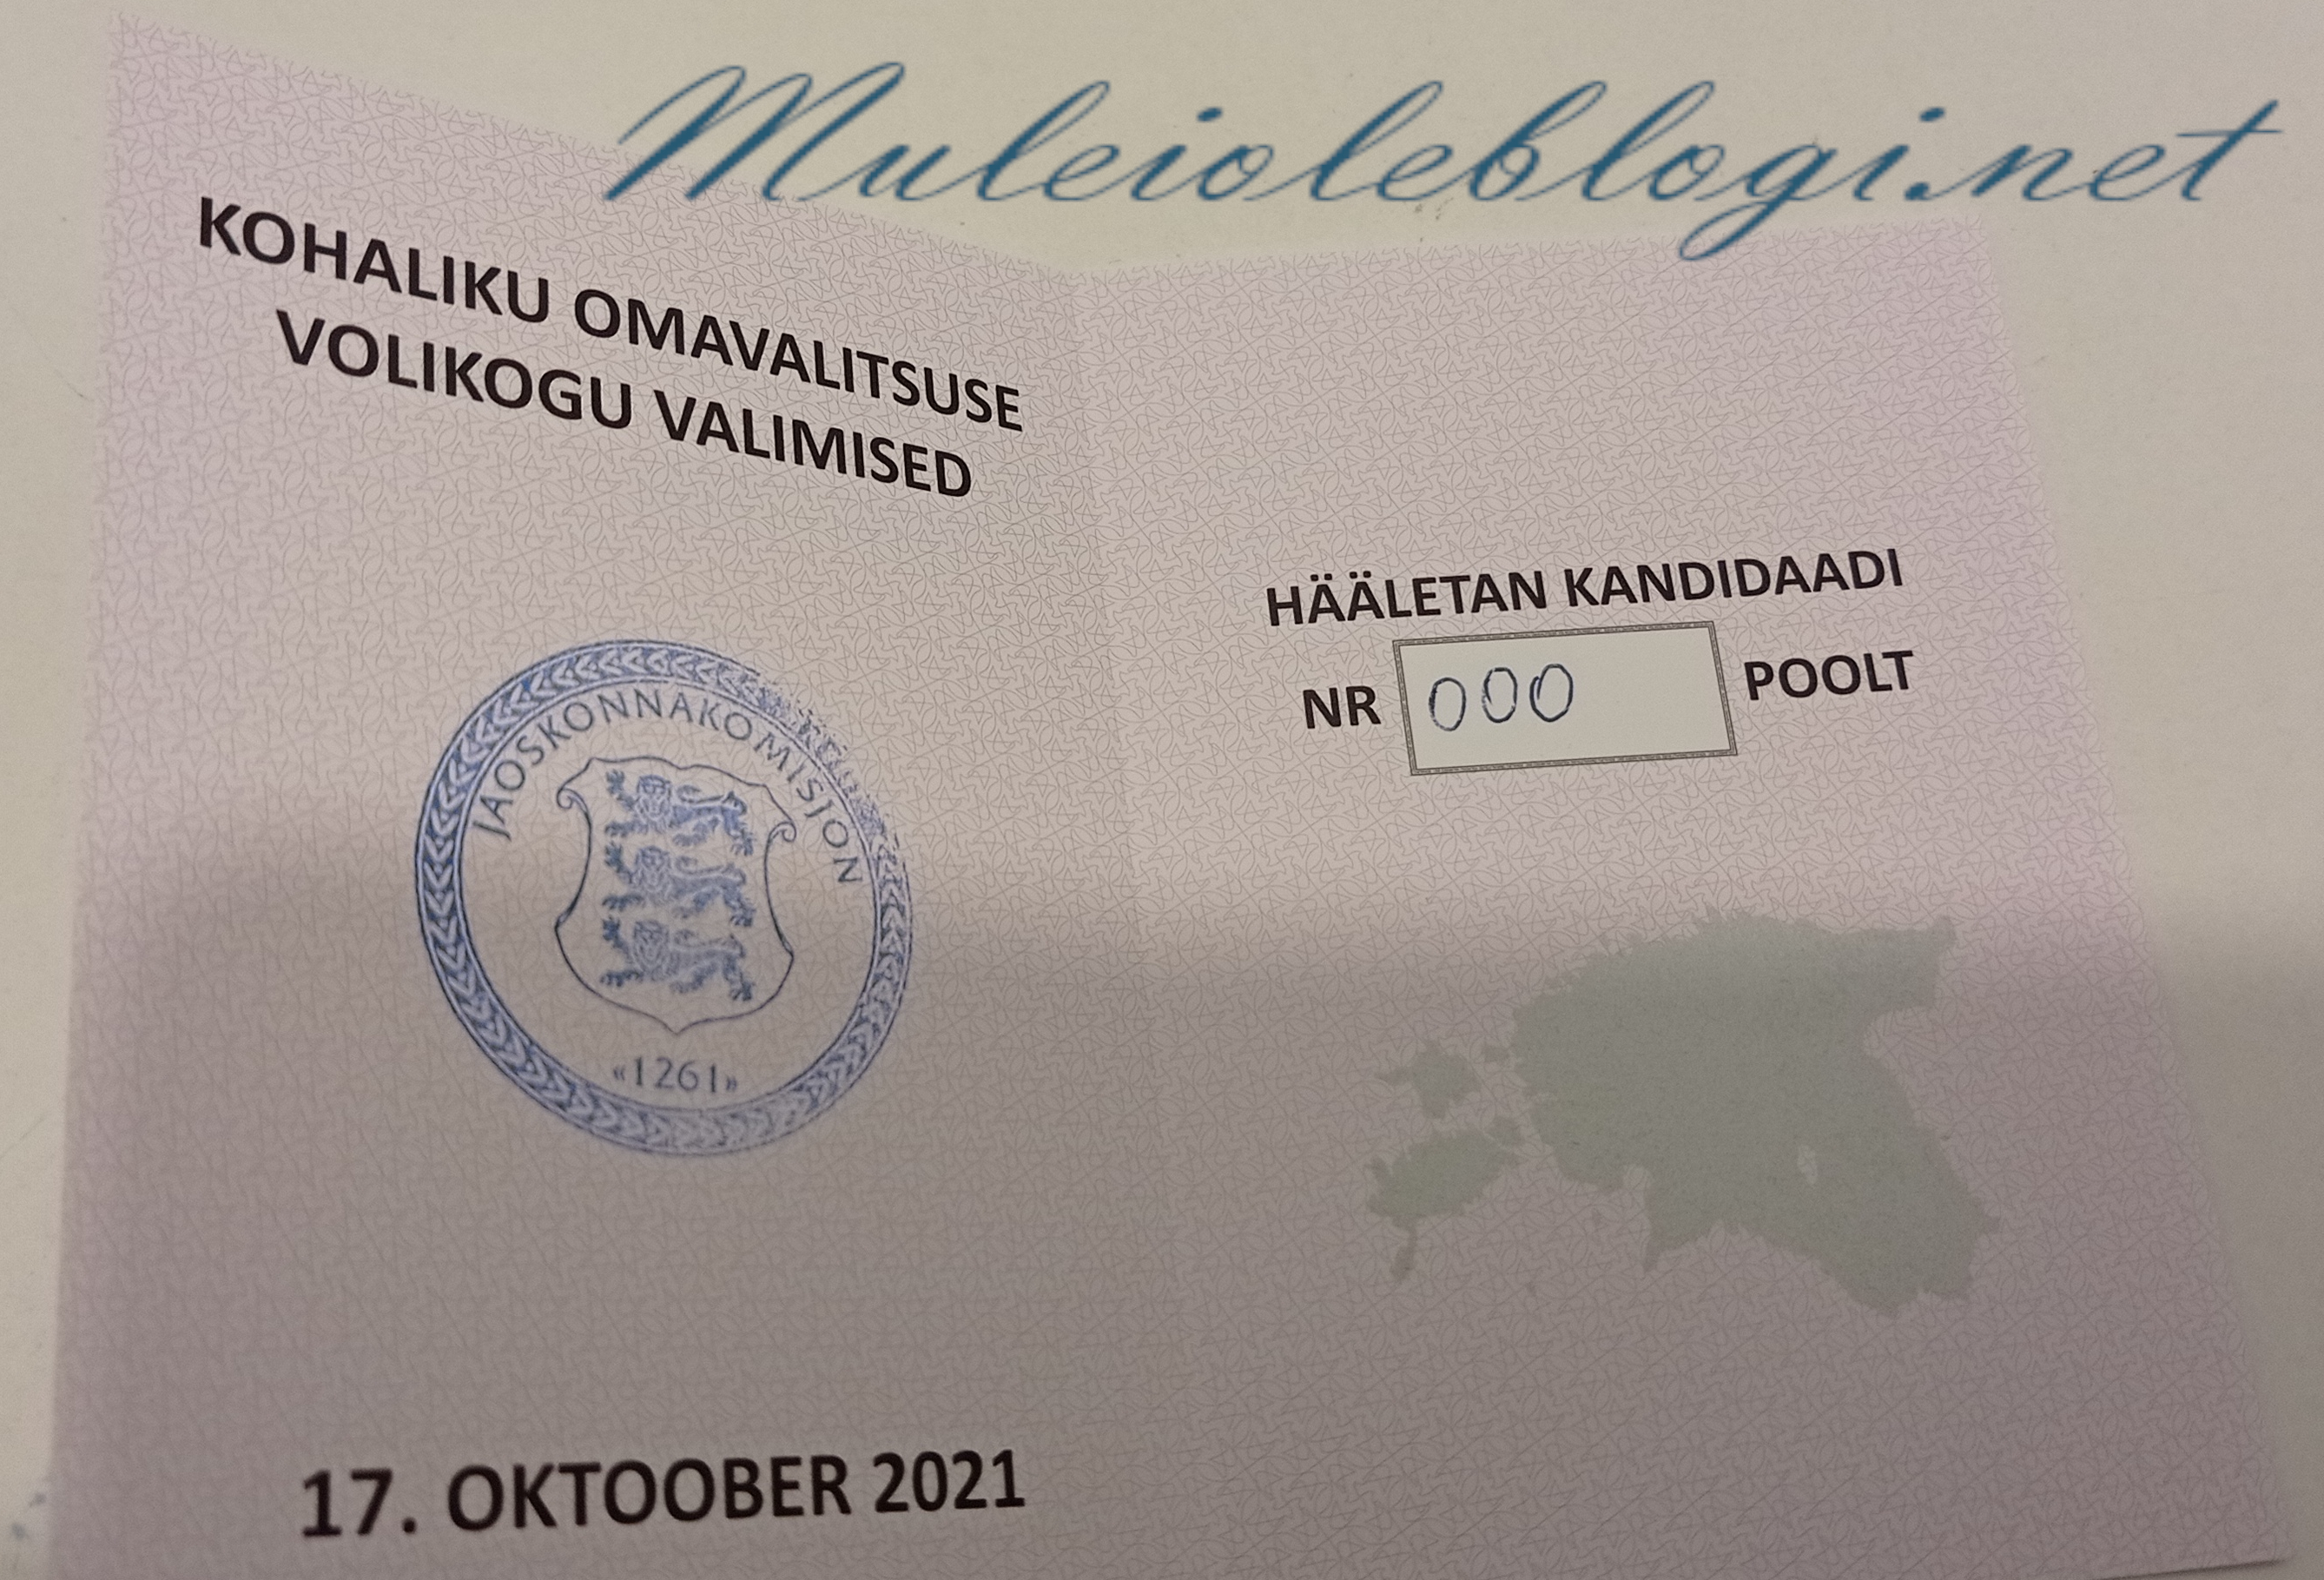 Muleioleblogi.net
KOHALIKU OMAVALITSUSE
VOLIKOGU VALIMISED
JAOSKONNAKOMISJON
«1261»
17. OKTOOBER 2021
HÄÄLETAN KANDIDAADI
NR 000 POOLT